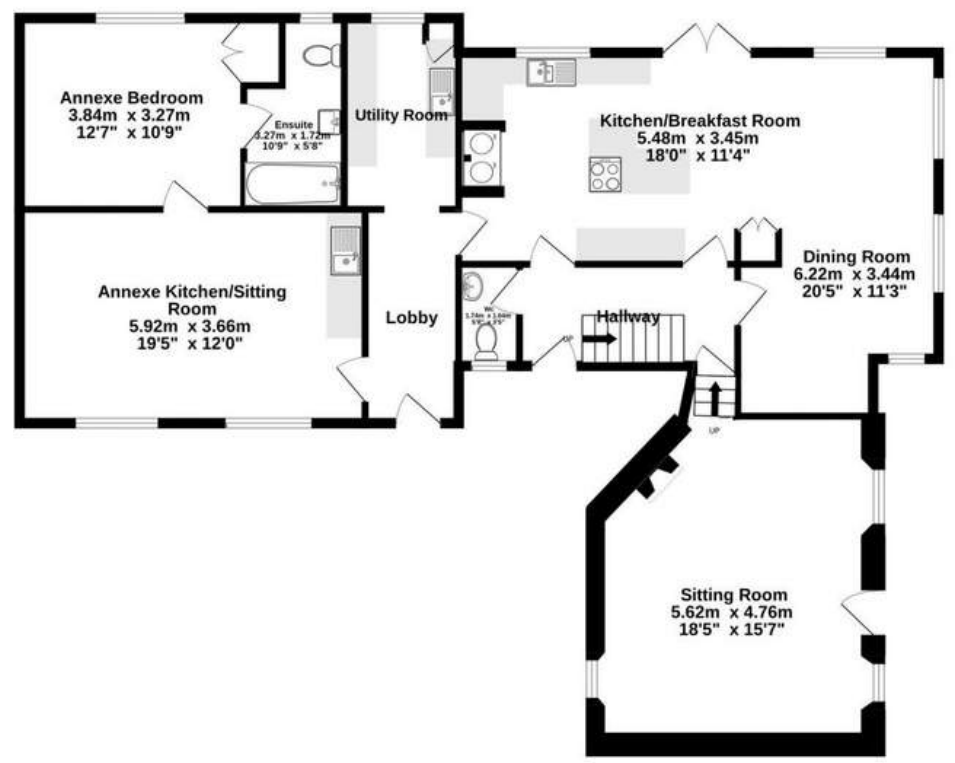 Annexe Bedroom
3.84m x 3.27m
12'7" x 10'9"
Ensuite
3.27m x 1.72m
10'9" x 5'8"
Utility Room
Kitchen/Breakfast Room
5.48m x 3.45m
18'0" x 11'4"
Dining Room
6.22m x 3.44m
20'5" x 11'3"
Annexe Kitchen/Sitting
Room
5.92m x 3.66m
19'5" x 12'0"
Lobby
WC
Hallway
UP
UP
Sitting Room
5.62m x 4.76m
18'5" x 15'7"